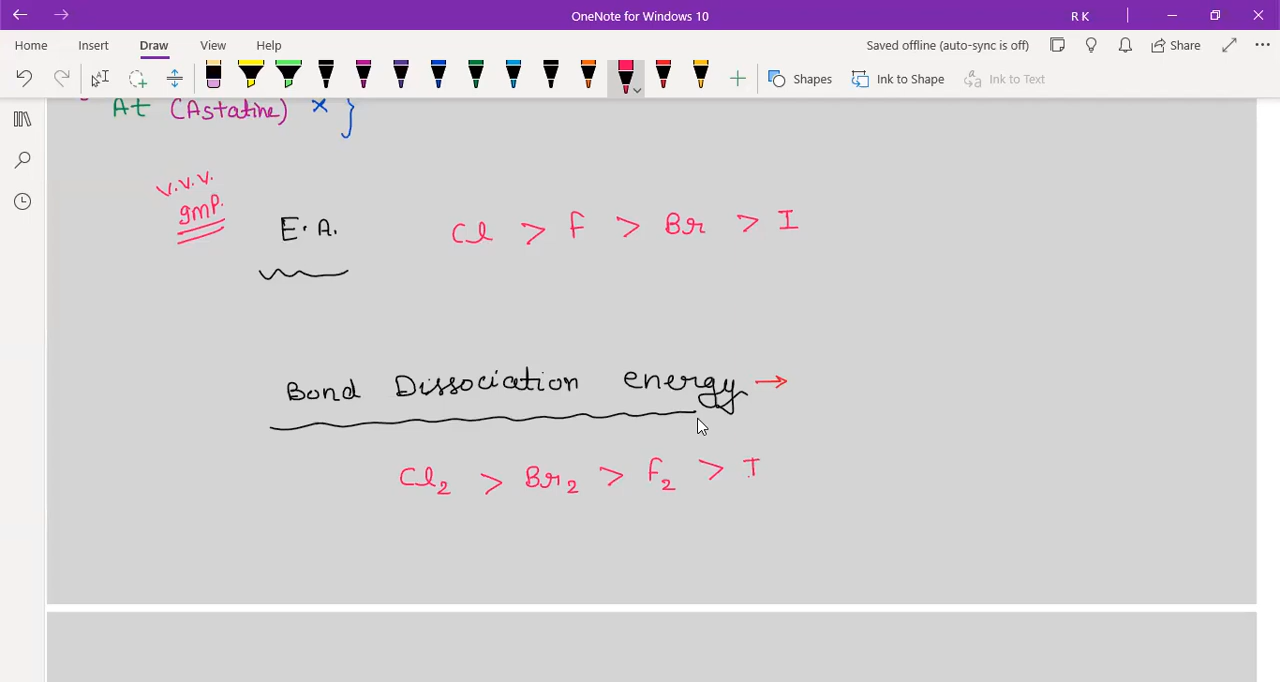 OneNote for Windows 10
R K
Home Insert Draw View Help
Saved offline (auto-sync is off) Share
Shapes Ink to Shape Ink to Text
At (Astatine) × }
V.V.V.
gmp.
E.A. Cl > F > Br > I
Bond Dissociation energy →
Cl2 > Br2 > F2 > I